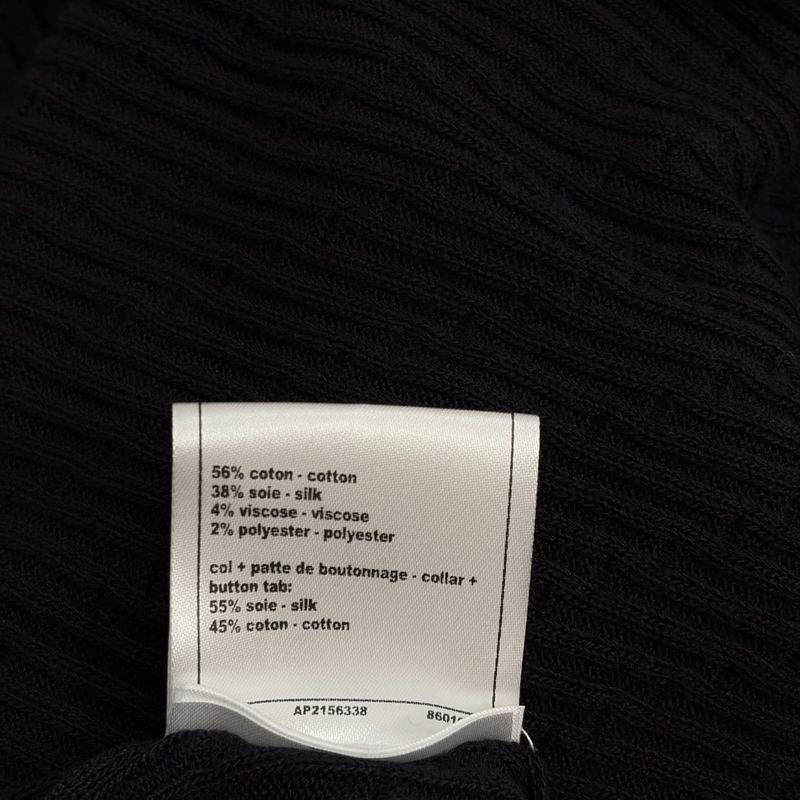 56% coton - cotton
38% soie - silk
4% viscose - viscose
2% polyester - polyester
col + patte de boutonnage - collar +
button tab:
55% soie - silk
45% coton - cotton
AP2156338